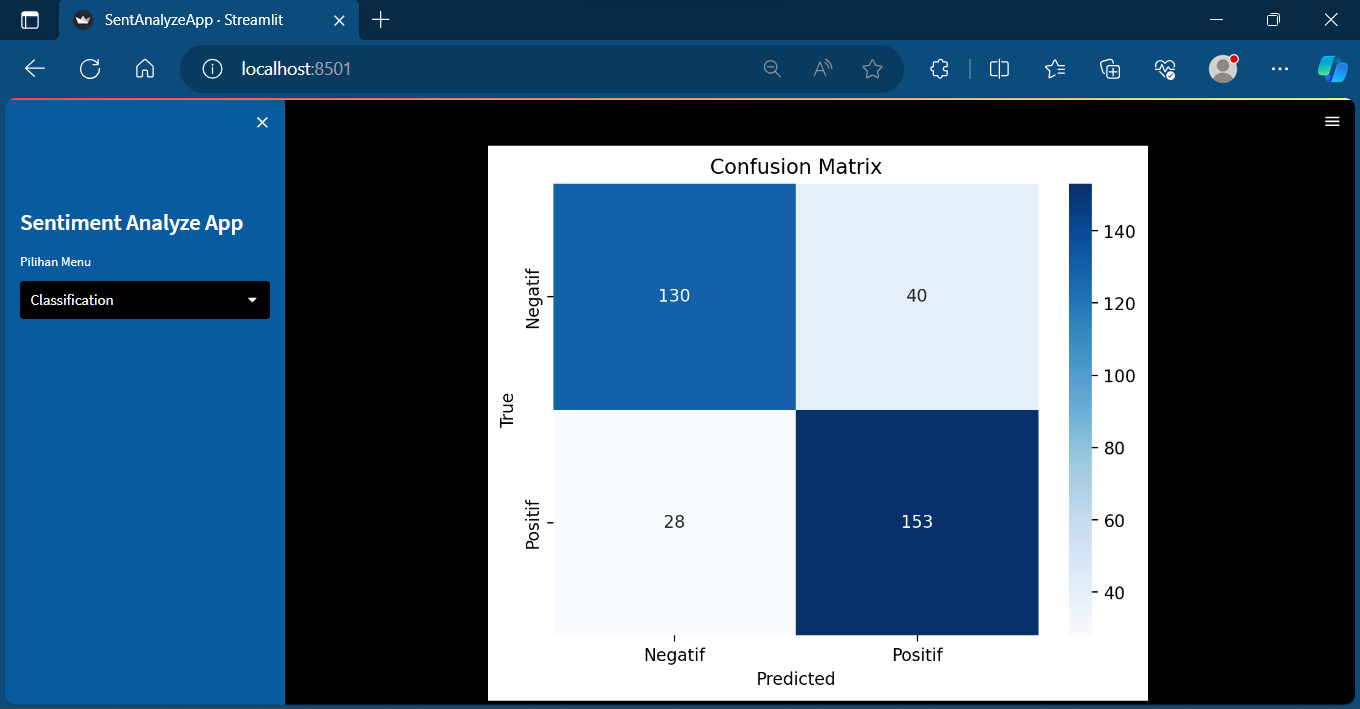 SentAnalyzeApp · Streamlit
localhost:8501
Sentiment Analyze App
Pilihan Menu
Classification
Confusion Matrix
True
Negatif
130
40
Positif
28
153
Negatif
Positif
Predicted
140
120
100
80
60
40